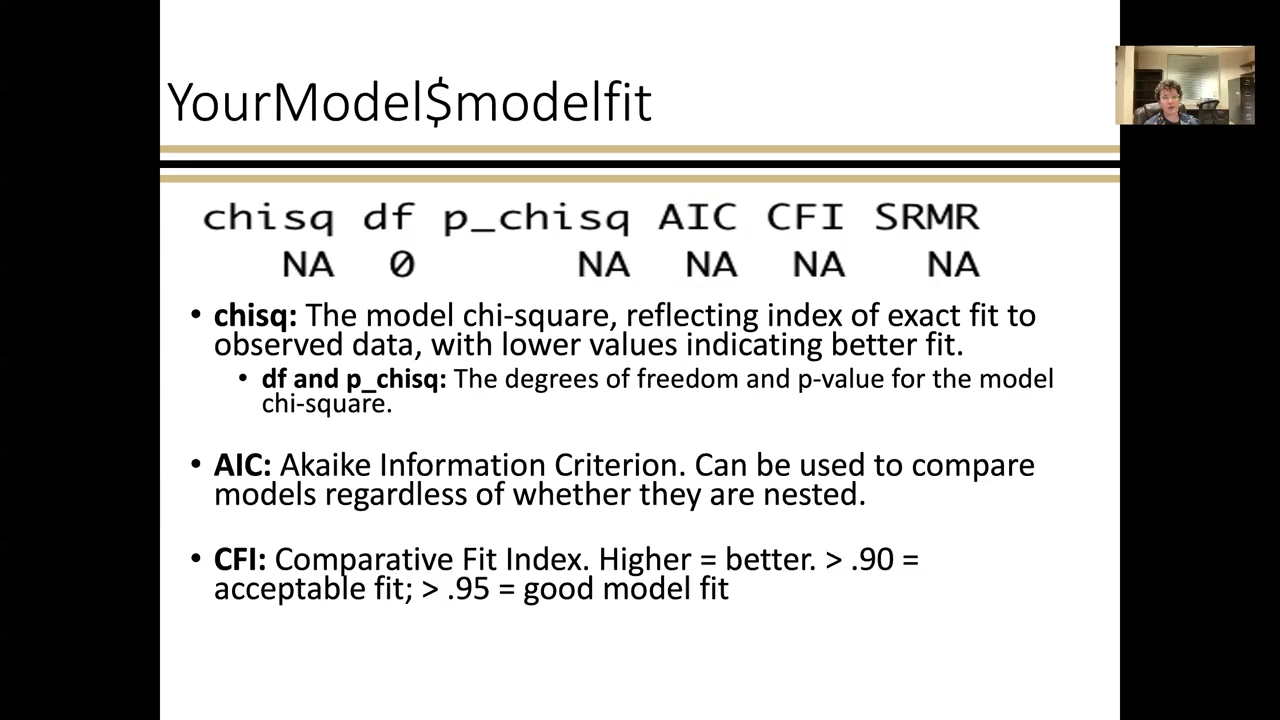 YourModel$modelfit
chisq df p_chisq AIC CFI SRMR
NA 0 NA NA NA NA
• chisq: The model chi-square, reflecting index of exact fit to
observed data, with lower values indicating better fit.
• df and p_chisq: The degrees of freedom and p-value for the model
chi-square.
• AIC: Akaike Information Criterion. Can be used to compare
models regardless of whether they are nested.
• CFI: Comparative Fit Index. Higher = better. > .90 =
acceptable fit; > .95 = good model fit